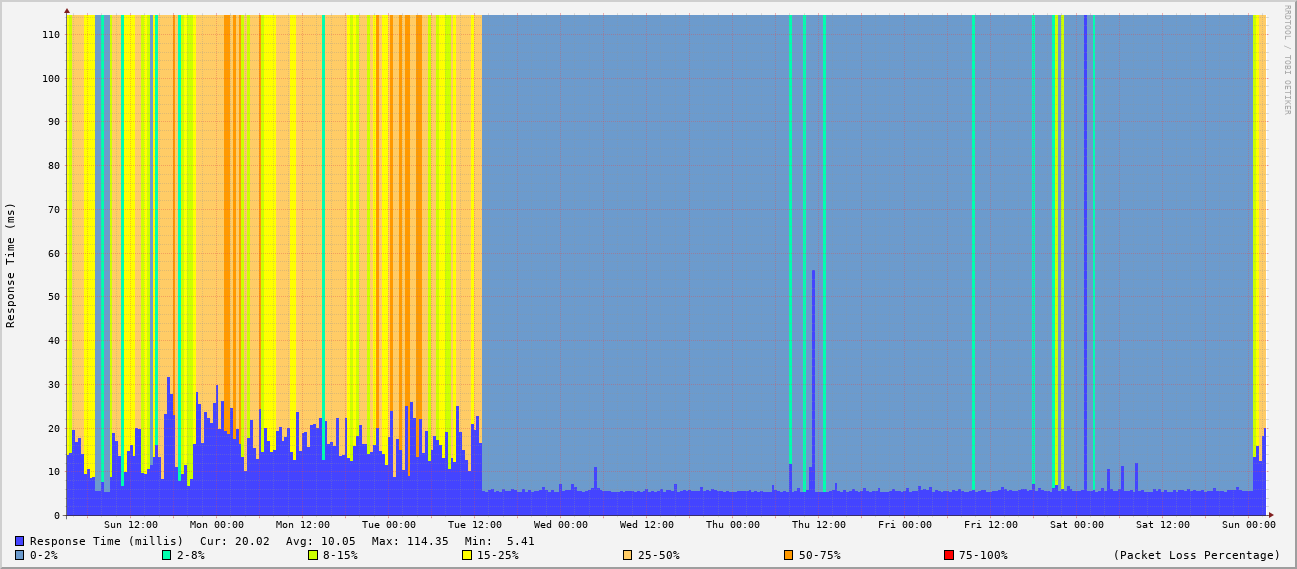 RRDTOOL / TOBI OETIKER
Response Time (ms)
110
100
90
80
70
60
50
40
30
20
10
0
Sun 12:00 Mon 00:00 Mon 12:00 Tue 00:00 Tue 12:00 Wed 00:00 Wed 12:00 Thu 00:00 Thu 12:00 Fri 00:00 Fri 12:00 Sat 00:00 Sat 12:00 Sun 00:00
Response Time (millis) Cur: 20.02 Avg: 10.05 Max: 114.35 Min: 5.41
0-2% 2-8% 8-15% 15-25% 25-50% 50-75% 75-100% (Packet Loss Percentage)